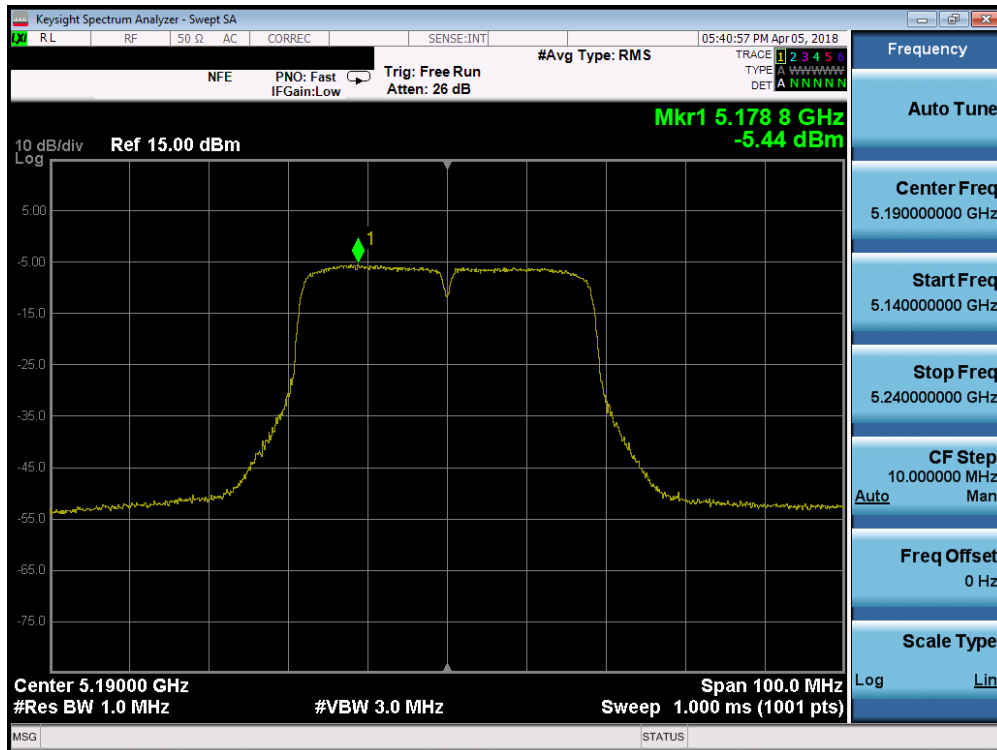 Keysight Spectrum Analyzer - Swept SA
LXI RL RF 50 Ω AC CORREC SENSE:INT 05:40:57 PM Apr 05, 2018
NFE PNO: Fast Trig: Free Run #Avg Type: RMS TRACE 1 2 3 4 5 6
IFGain:Low Atten: 26 dB TYPE A WWWWW
DET A N N N N N
Mkr1 5.178 8 GHz
-5.44 dBm
10 dB/div Ref 15.00 dBm
Log
1
5.00
-5.00
-15.0
-25.0
-35.0
-45.0
-55.0
-65.0
-75.0
Center 5.19000 GHz Span 100.0 MHz
#Res BW 1.0 MHz #VBW 3.0 MHz Sweep 1.000 ms (1001 pts)
MSG STATUS
Frequency
Auto Tune
Center Freq
5.190000000 GHz
Start Freq
5.140000000 GHz
Stop Freq
5.240000000 GHz
CF Step
10.000000 MHz
Auto Man
Freq Offset
0 Hz
Scale Type
Log Lin